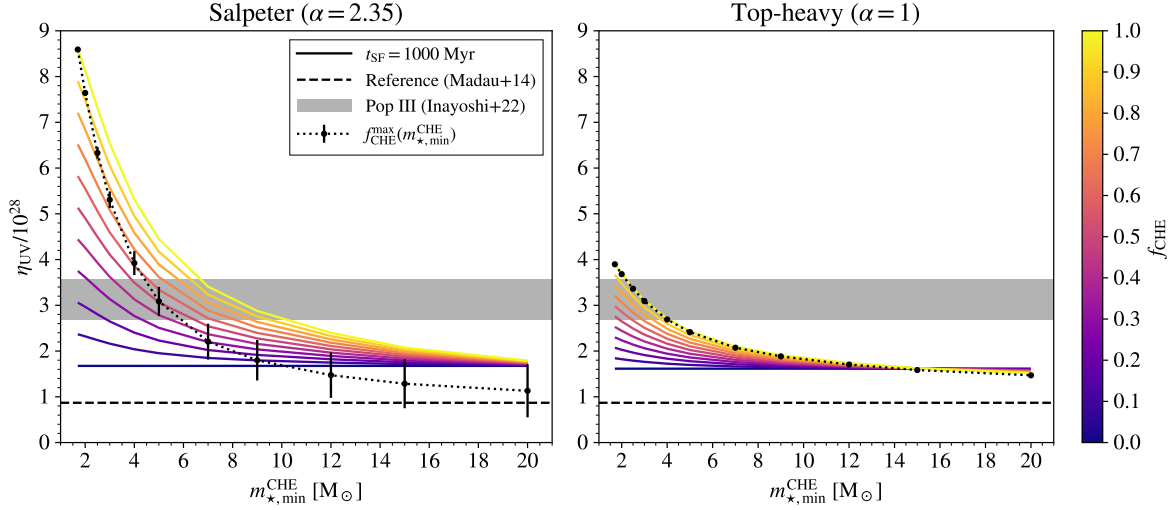 Salpeter (α = 2.35)
Top-heavy (α = 1)
η_UV/10^28
9
8
7
6
5
4
3
2
1
0
t_SF = 1000 Myr
Reference (Madau+14)
Pop III (Inayoshi+22)
f_CHE^max(m_⋆,min^CHE)
2 4 6 8 10 12 14 16 18 20
m_⋆,min^CHE [M_⊙]
9
8
7
6
5
4
3
2
1
0
2 4 6 8 10 12 14 16 18 20
m_⋆,min^CHE [M_⊙]
1.0
0.9
0.8
0.7
0.6
0.5
0.4
0.3
0.2
0.1
0.0
f_CHE